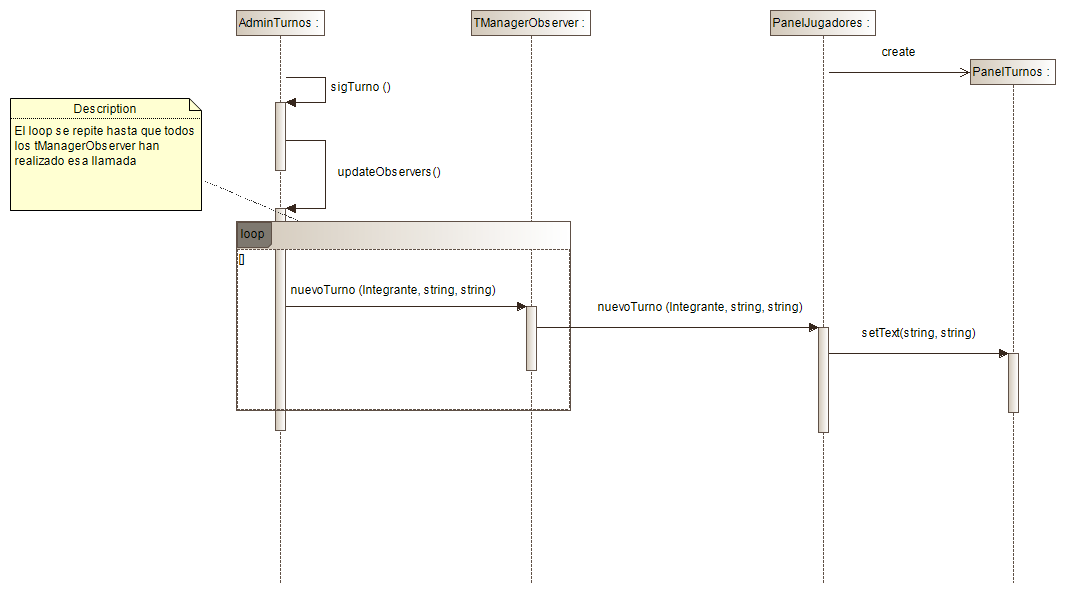 AdminTurnos :
TManagerObserver :
PanelJugadores :
create
PanelTurnos :
sigTurno ()
Description
El loop se repite hasta que todos
los tManagerObserver han
realizado esa llamada
updateObservers()
loop
[]
nuevoTurno (Integrante, string, string)
nuevoTurno (Integrante, string, string)
setText(string, string)